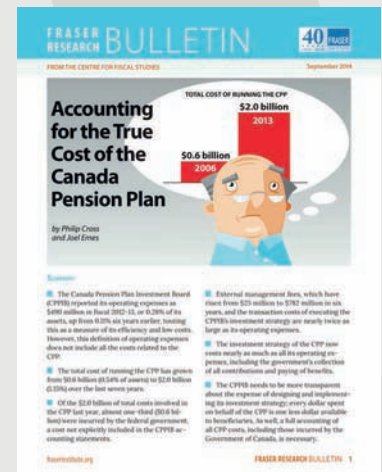 FRASER
RESEARCH BULLETIN
40 FRASER
FROM THE CENTRE FOR FISCAL STUDIES
September 2014
Accounting
for the True
Cost of the
Canada
Pension Plan
by Philip Cross
and Joel Emes
TOTAL COST OF RUNNING THE CPP
$2.0 billion
2013
$0.6 billion
2006
Summary
The Canada Pension Plan Investment Board
(CPPIB) reported its operating expenses as
$490 million in fiscal 2012-13, or 0.28% of its
assets, up from 0.11% six years earlier, touting
this as a measure of its efficiency and low costs.
However, this definition of operating expenses
does not include all the costs related to the
CPP.
The total cost of running the CPP has grown
from $0.6 billion (0.54% of assets) to $2.0 billion
(1.15%) over the last seven years.
Of the $2.0 billion of total costs involved in
the CPP last year, almost one-third ($0.6 bil-
lion) were incurred by the federal government,
a cost not explicitly included in the CPPIB ac-
counting statements.
External management fees, which have
risen from $25 million to $782 million in six
years, and the transaction costs of executing the
CPPIB's investment strategy are nearly twice as
large as its operating expenses.
The investment strategy of the CPP now
costs nearly as much as all its operating ex-
penses, including the government's collection
of all contributions and paying of benefits.
The CPPIB needs to be more transparent
about the expense of designing and implement-
ing its investment strategy; every dollar spent
on behalf of the CPP is one less dollar available
to beneficiaries. As well, a full accounting of
all CPP costs, including those incurred by the
Government of Canada, is necessary.
fraserinstitute.org
FRASER RESEARCH BULLETIN 1